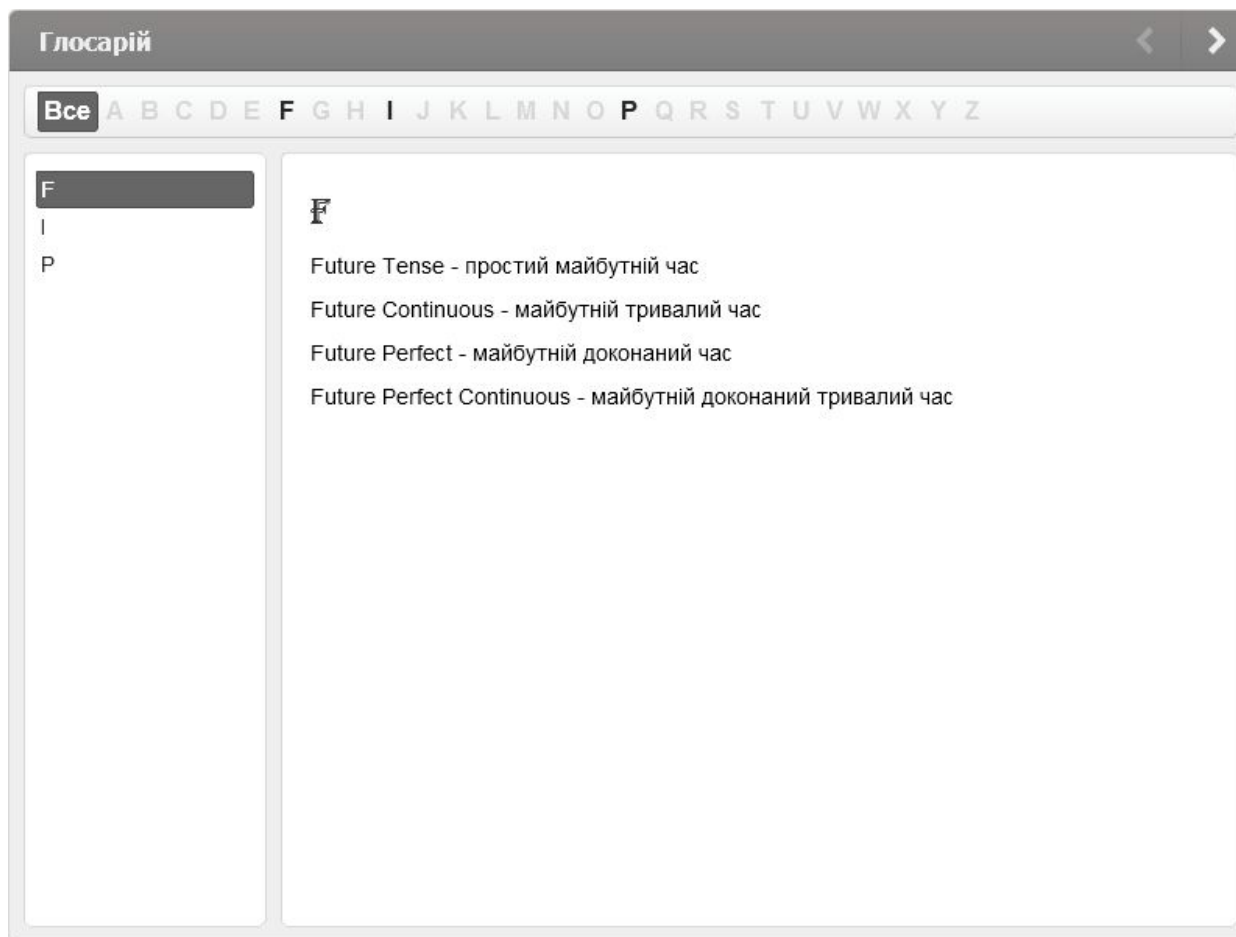 Глосарій
Все A B C D E F G H I J K L M N O P Q R S T U V W X Y Z
F
I
P
F
Future Tense - простий майбутній час
Future Continuous - майбутній тривалий час
Future Perfect - майбутній доконаний час
Future Perfect Continuous - майбутній доконаний тривалий час